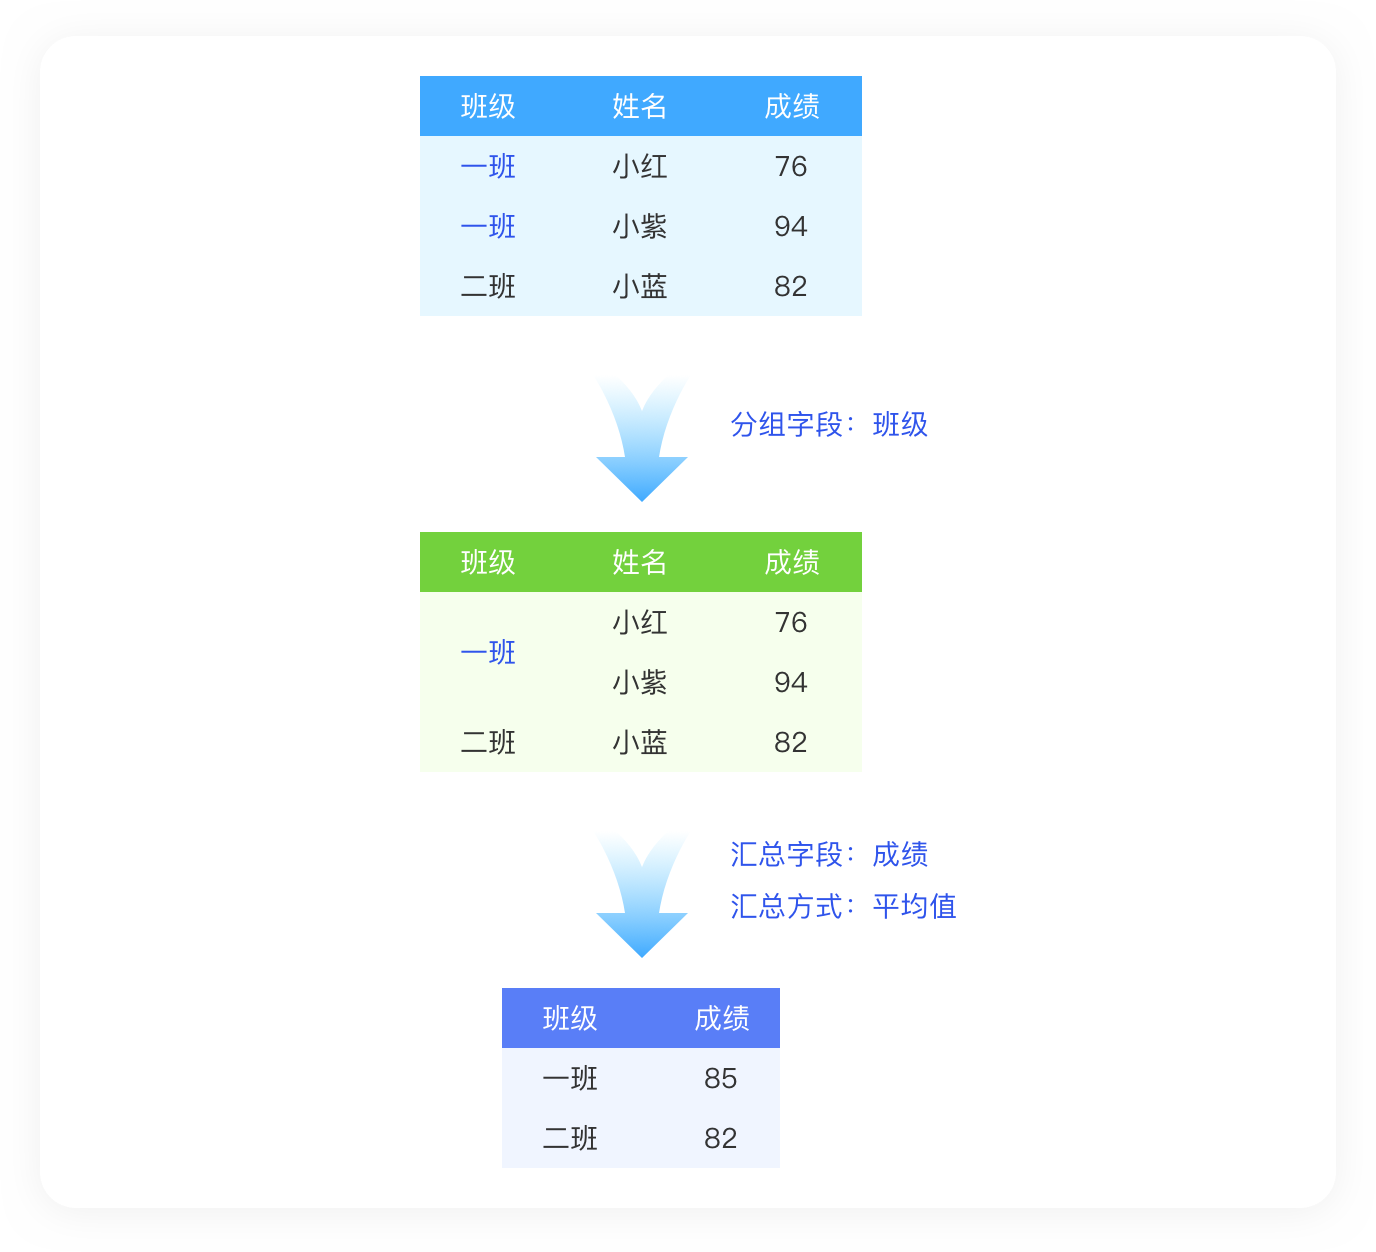 班级 姓名 成绩
一班 小红 76
一班 小紫 94
二班 小蓝 82
分组字段：班级
班级 姓名 成绩
一班
小红 76
小紫 94
二班 小蓝 82
汇总字段：成绩
汇总方式：平均值
班级 成绩
一班 85
二班 82